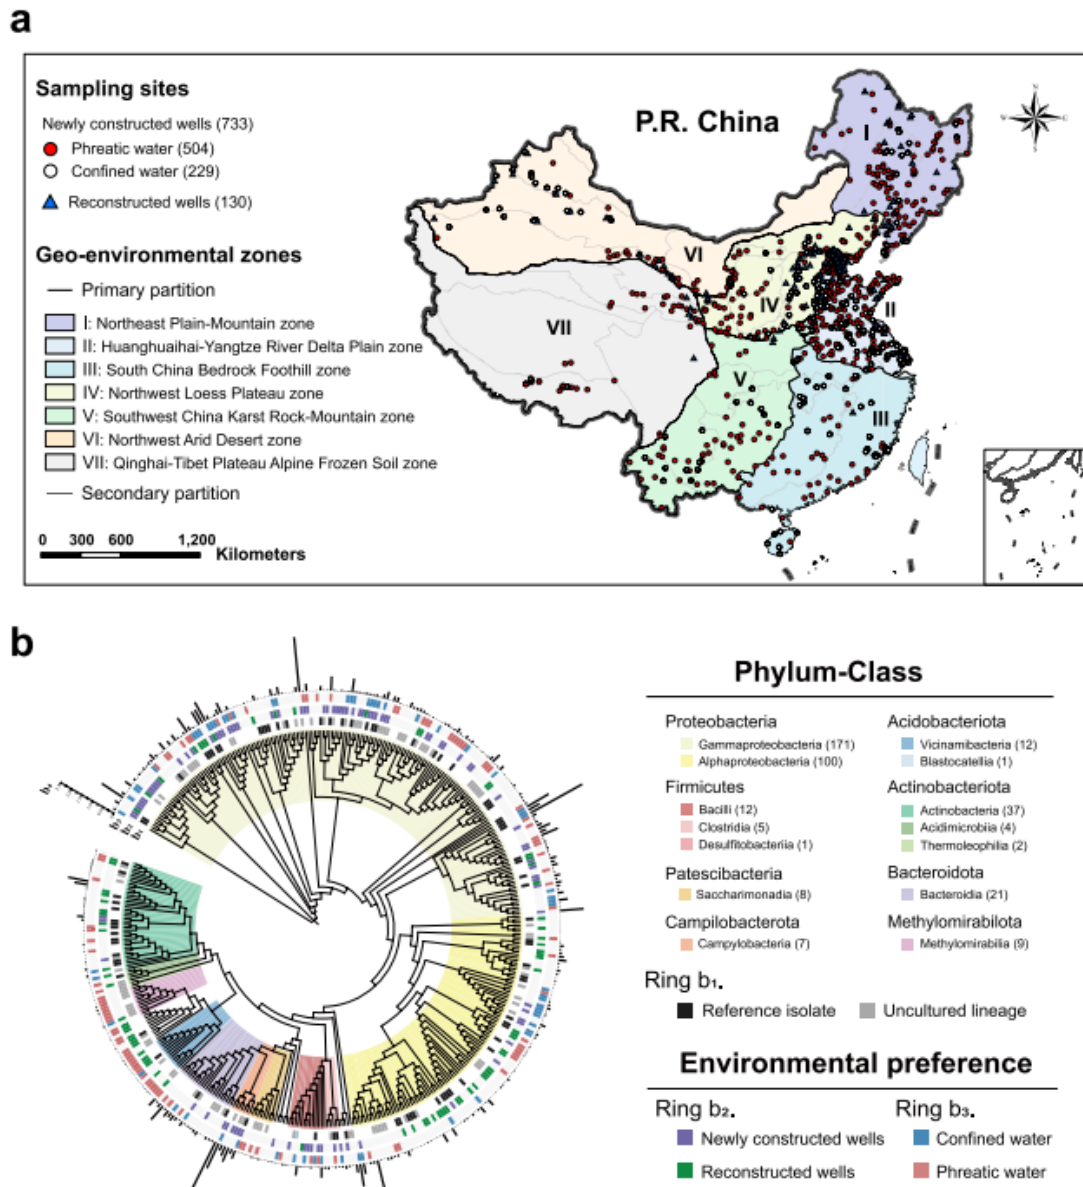 a
Sampling sites
Newly constructed wells (733)
Phreatic water (504)
Confined water (229)
Reconstructed wells (130)
Geo-environmental zones
Primary partition
I: Northeast Plain-Mountain zone
II: Huanghuaihai-Yangtze River Delta Plain zone
III: South China Bedrock Foothill zone
IV: Northwest Loess Plateau zone
V: Southwest China Karst Rock-Mountain zone
VI: Northwest Arid Desert zone
VII: Qinghai-Tibet Plateau Alpine Frozen Soil zone
Secondary partition
0 300 600 1,200
Kilometers
P.R. China
I
VI
II
IV
VII
V
III
b
Phylum-Class
Proteobacteria
Gammaproteobacteria (171)
Alphaproteobacteria (100)
Firmicutes
Bacilli (12)
Clostridia (5)
Desulfitobacteriia (1)
Patescibacteria
Saccharimonadia (8)
Campilobacterota
Campylobacteria (7)
Acidobacteriota
Vicinamibacteria (12)
Blastocatellia (1)
Actinobacteriota
Actinobacteria (37)
Acidimicrobiia (4)
Thermoleophilia (2)
Bacteroidota
Bacteroidia (21)
Methylomirabilota
Methylomirabilia (9)
Ring b₁.
Reference isolate
Uncultured lineage
Environmental preference
Ring b₂.
Newly constructed wells
Reconstructed wells
Ring b₃.
Confined water
Phreatic water